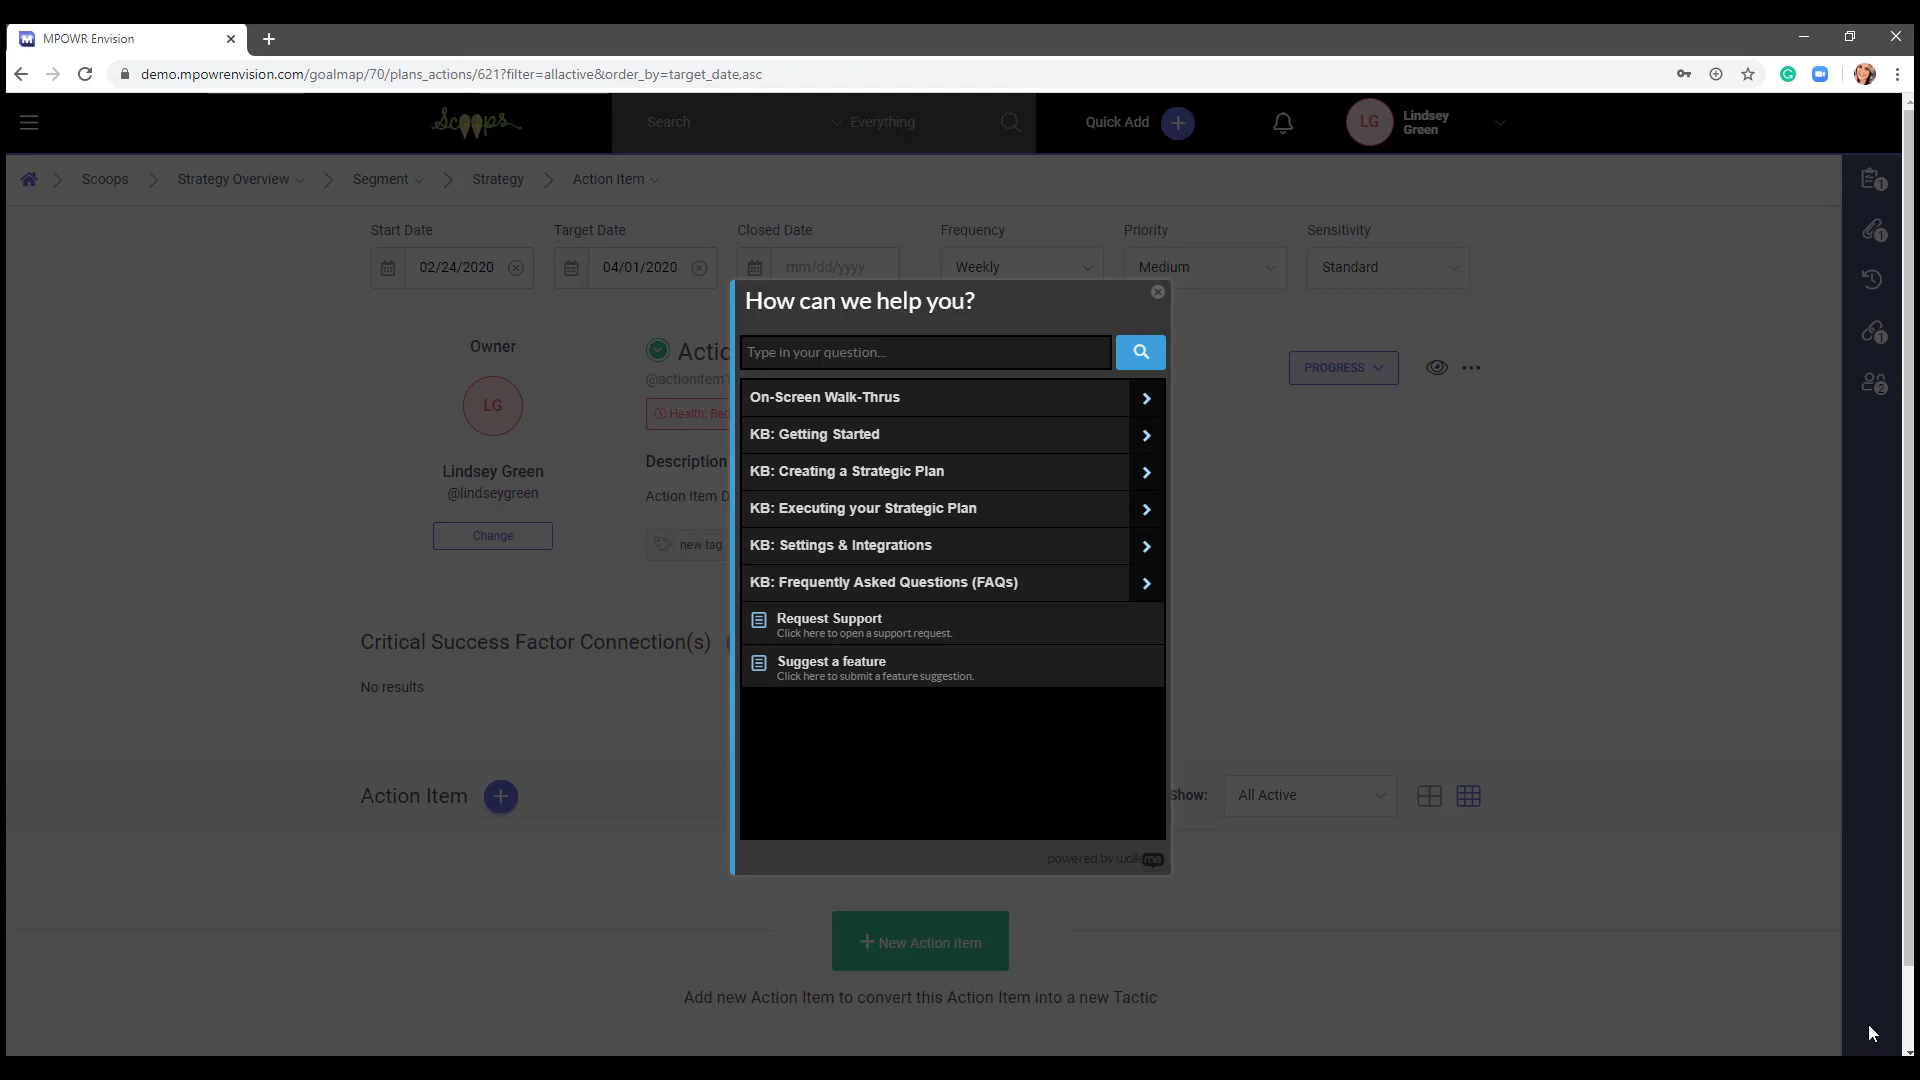 MPOWR Envision
demo.mpowrenvision.com/goalmap/70/plans_actions/621?filter=allactive&order_by=target_date,asc
Scoops
Search
Everything
Quick Add
LG
Lindsey
Green
Scoops
Strategy Overview
Segment
Strategy
Action Item
Start Date
Target Date
Closed Date
Frequency
Priority
Sensitivity
02/24/2020
04/01/2020
mm/dd/yyyy
Weekly
Medium
Standard
How can we help you?
Type in your question...
On-Screen Walk-Thrus
KB: Getting Started
KB: Creating a Strategic Plan
KB: Executing your Strategic Plan
KB: Settings & Integrations
KB: Frequently Asked Questions (FAQs)
Request Support
Click here to open a support request.
Suggest a feature
Click here to submit a feature suggestion.
powered by walkme
Owner
LG
Lindsey Green
@lindseygreen
Change
Actio
@actionitem
Health: Red
Description
Action Item D
new tag
PROGRESS
1
1
1
2
Critical Success Factor Connection(s)
No results
Action Item
Show:
All Active
New Action Item
Add new Action Item to convert this Action Item into a new Tactic